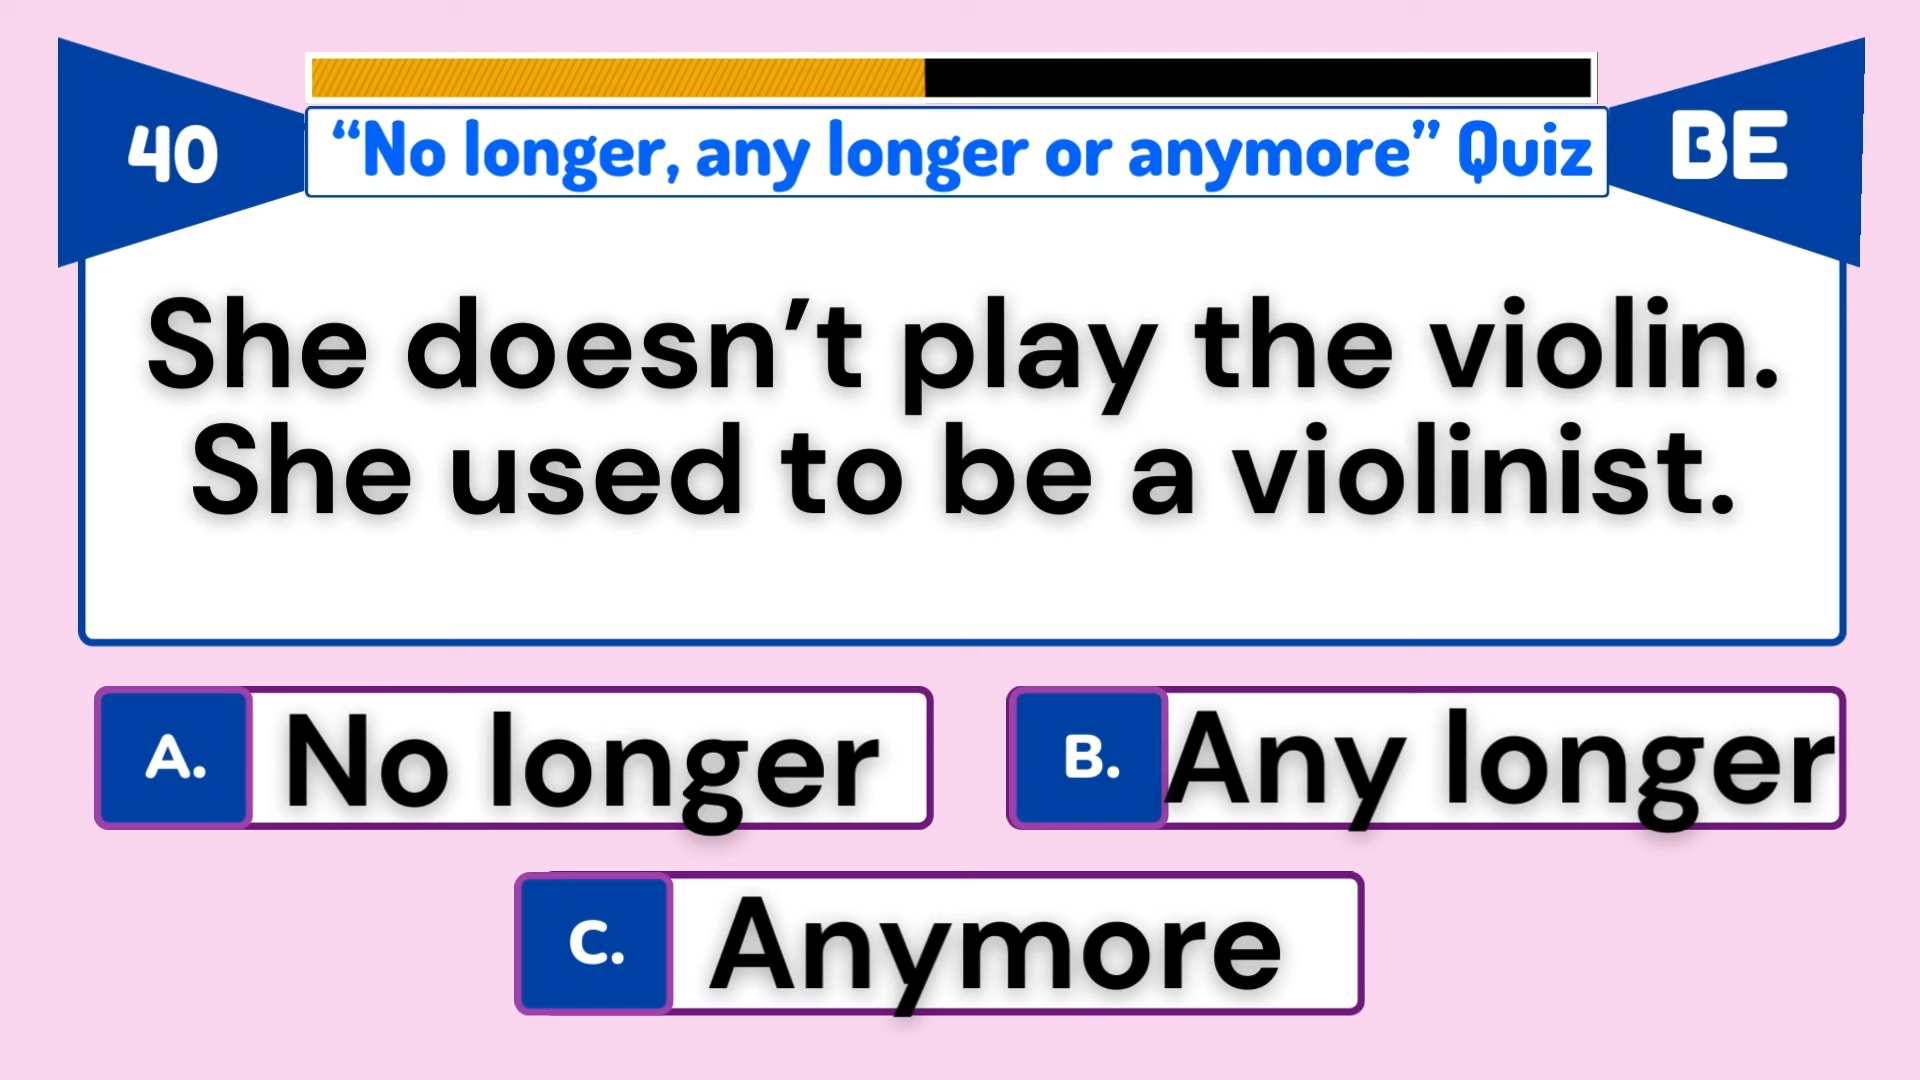 40
“No longer, any longer or anymore” Quiz
BE
She doesn’t play the violin.
She used to be a violinist.
A. No longer
B. Any longer
C. Anymore